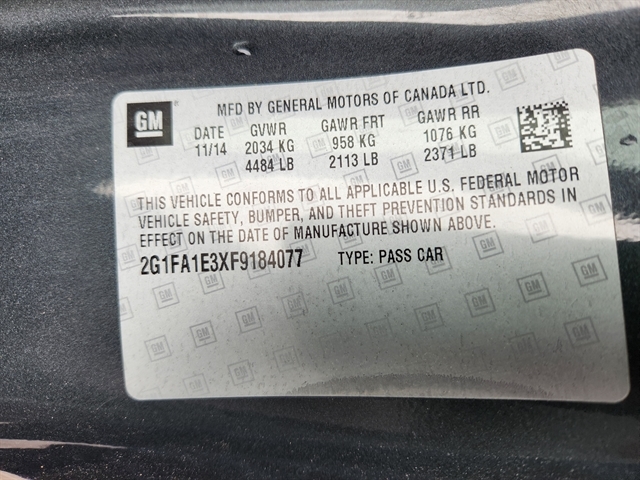 GM
MFD BY GENERAL MOTORS OF CANADA LTD.
DATE GVWR GAWR FRT GAWR RR
11/14 2034 KG 958 KG 1076 KG
4484 LB 2113 LB 2371 LB
THIS VEHICLE CONFORMS TO ALL APPLICABLE U.S. FEDERAL MOTOR
VEHICLE SAFETY, BUMPER, AND THEFT PREVENTION STANDARDS IN
EFFECT ON THE DATE OF MANUFACTURE SHOWN ABOVE.
2G1FA1E3XF9184077 TYPE: PASS CAR